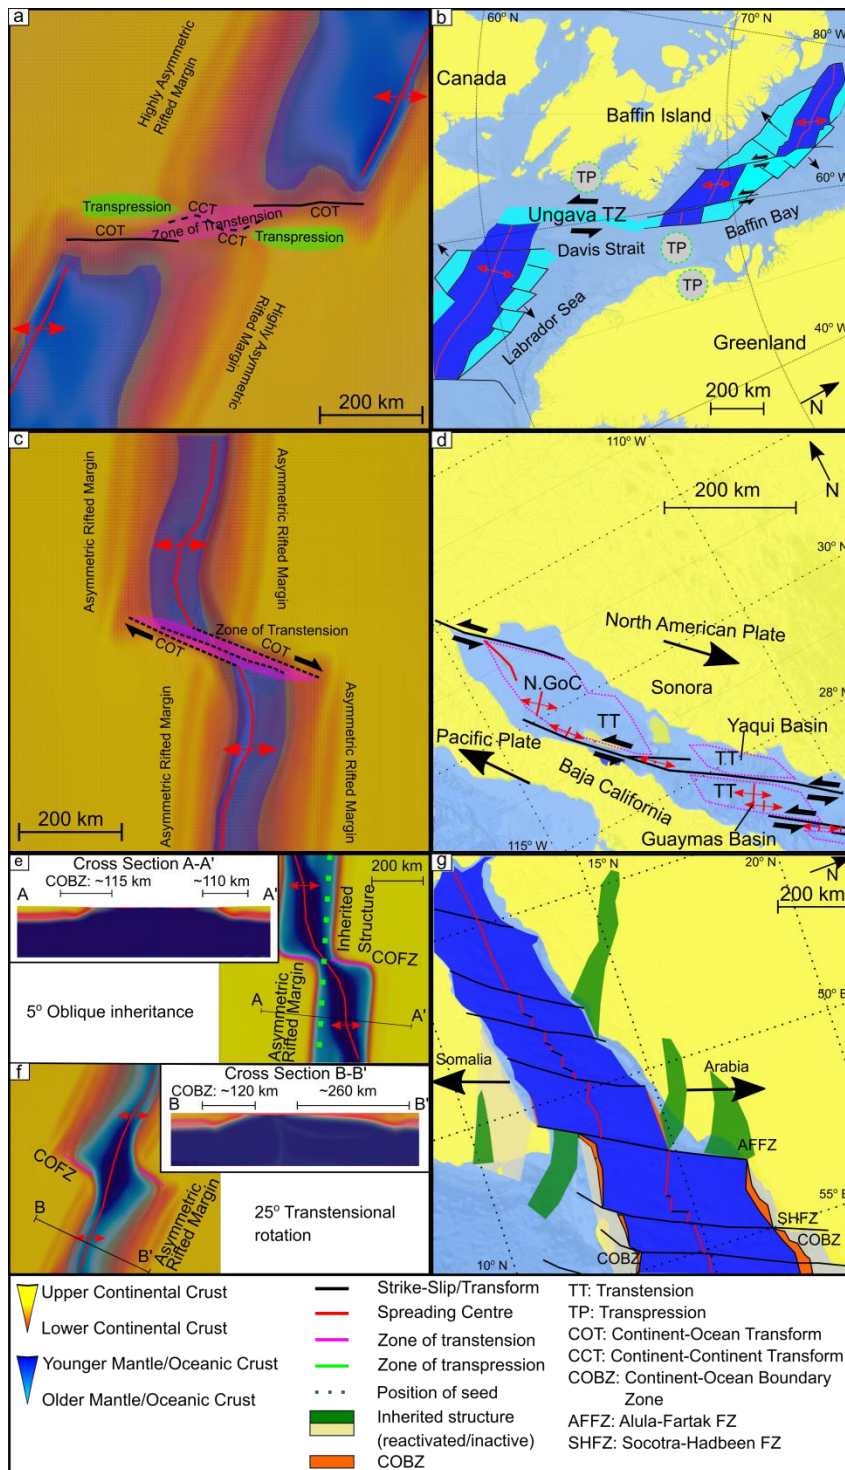 a
Highly Asymmetric
Rifted Margin
Transpression
CCT
COT
Zone of Transtension
COT
CCT
Transpression
Highly Asymmetric
Rifted Margin
200 km
b
60° N
70° N
80° W
Canada
Baffin Island
TP
60° W
Ungava TZ
Baffin Bay
Davis Strait
TP
TP
Labrador Sea
40° W
Greenland
200 km
N
c
Asymmetric Rifted Margin
Asymmetric Rifted Margin
Zone of Transtension
COT
COT
Asymmetric Rifted Margin
Asymmetric Rifted Margin
200 km
d
110° W
N
200 km
30° N
North American Plate
N.GoC
Sonora
28° N
TT
Yaqui Basin
Pacific Plate
TT
Baja California
TT
Guaymas Basin
115° W
e
Cross Section A-A'
COBZ: ~115 km
~110 km
A
A'
200 km
Inherited
Structure
COFZ
5° Oblique inheritance
Asymmetric
Rifted Margin
A
A'
f
Cross Section B-B'
COBZ: ~120 km
~260 km
B
B'
COFZ
Asymmetric
Rifted Margin
B
B'
25° Transtensional
rotation
g
15° N
20° N
N
200 km
50° E
Somalia
Arabia
AFFZ
55° E
SHFZ
COBZ
COBZ
10° N
Upper Continental Crust
Lower Continental Crust
Younger Mantle/Oceanic Crust
Older Mantle/Oceanic Crust
Strike-Slip/Transform
Spreading Centre
Zone of transtension
Zone of transpression
Position of seed
Inherited structure
(reactivated/inactive)
COBZ
TT: Transtension
TP: Transpression
COT: Continent-Ocean Transform
CCT: Continent-Continent Transform
COBZ: Continent-Ocean Boundary
Zone
AFFZ: Alula-Fartak FZ
SHFZ: Socotra-Hadbeen FZ